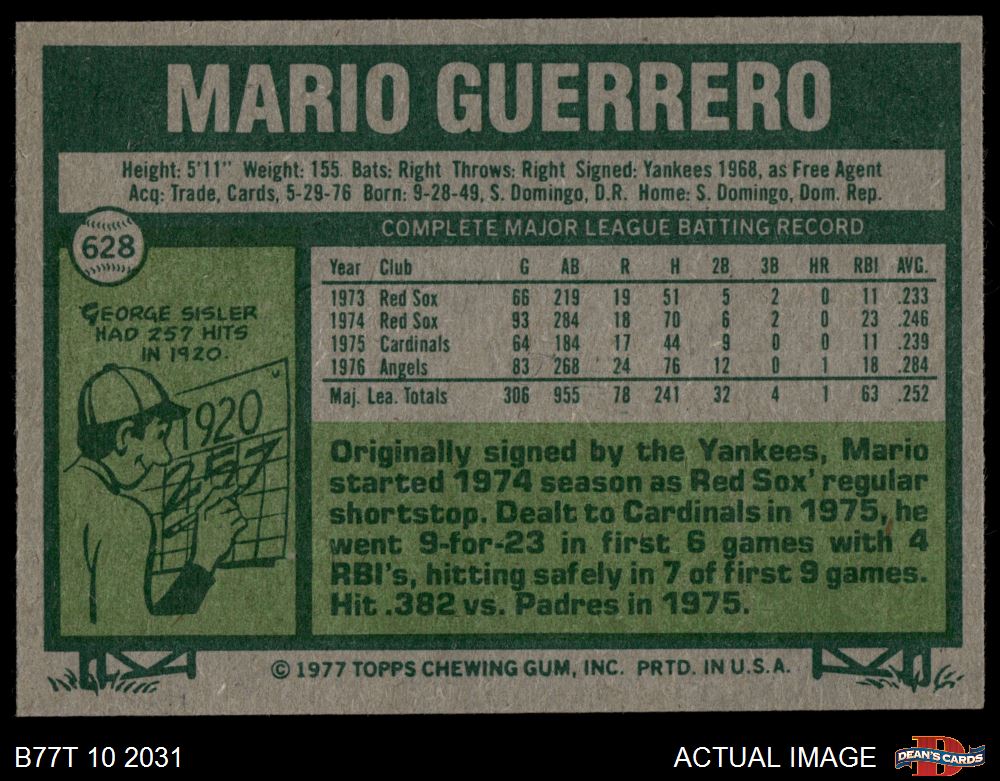 MARIO GUERRERO
Height: 5'11" Weight: 155 Bats: Right Throws: Right Signed: Yankees 1968, as Free Agent
Acq: Trade, Cards, 5-29-76 Born: 9-28-49, S. Domingo, D.R. Home: S. Domingo, Dom. Rep.
628
GEORGE SISLER
HAD 257 HITS
IN 1920.
1920
257
COMPLETE MAJOR LEAGUE BATTING RECORD
Year Club G AB R H 2B 3B HR RBI AVG.
1973 Red Sox 66 219 19 51 5 2 0 11 .233
1974 Red Sox 93 284 18 70 6 2 0 23 .246
1975 Cardinals 64 184 17 44 9 0 0 11 .239
1976 Angels 83 268 24 76 12 0 1 18 .284
Maj. Lea. Totals 306 955 78 241 32 4 1 63 .252
Originally signed by the Yankees, Mario
started 1974 season as Red Sox' regular
shortstop. Dealt to Cardinals in 1975, he
went 9-for-23 in first 6 games with 4
RBI's, hitting safely in 7 of first 9 games.
Hit .382 vs. Padres in 1975.
© 1977 TOPPS CHEWING GUM, INC. PRTD. IN U.S.A.
B77T 10 2031
ACTUAL IMAGE
D
DEAN'S CARDS